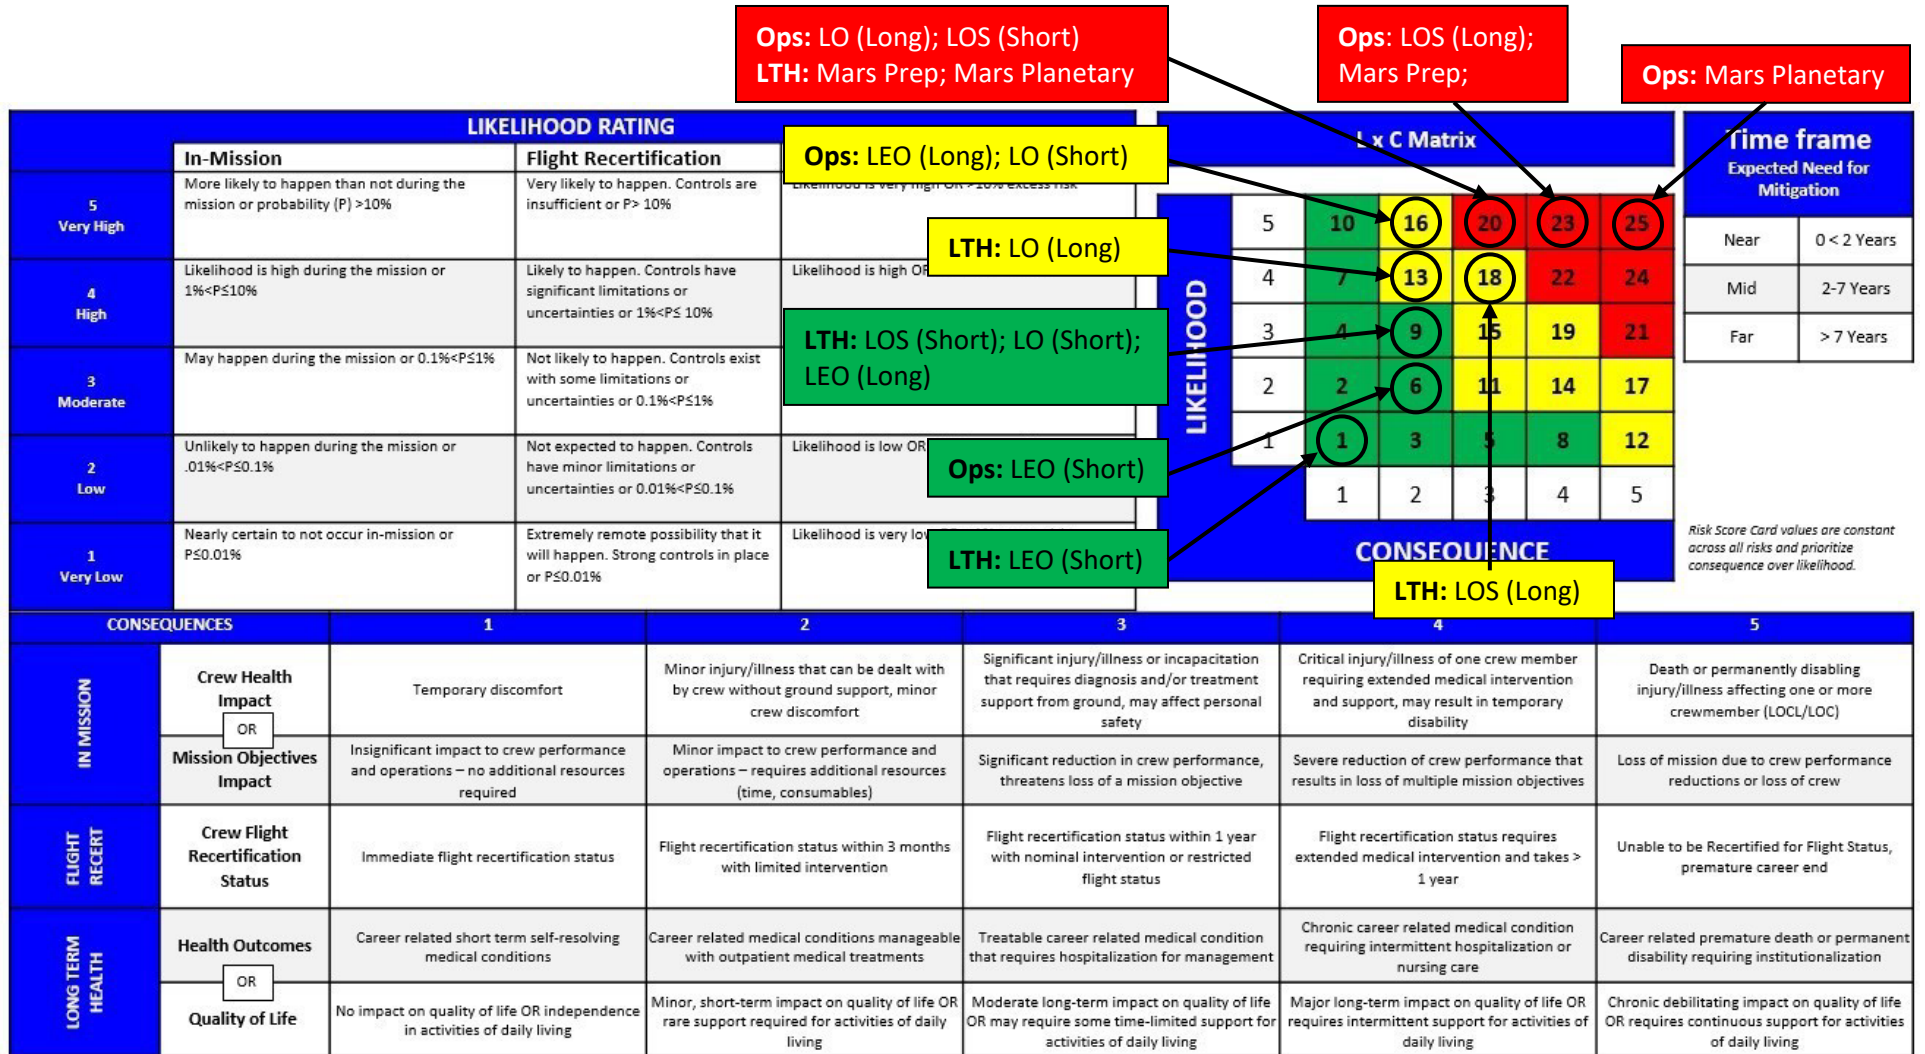 Ops: LO (Long); LOS (Short)
LTH: Mars Prep; Mars Planetary
Ops: LOS (Long);
Mars Prep;
Ops: Mars Planetary
LIKELIHOOD RATING
In-Mission
Flight Recertification
5
Very High
More likely to happen than not during the
mission or probability (P) >10%
Very likely to happen. Controls are
insufficient or P> 10%
Likelihood is very high OR >10% excess risk
4
High
Likelihood is high during the mission or
1%<P≤10%
Likely to happen. Controls have
significant limitations or
uncertainties or 1%<P≤ 10%
Likelihood is high
3
Moderate
May happen during the mission or 0.1%<P≤1%
Not likely to happen. Controls exist
with some limitations or
uncertainties or 0.1%<P≤1%
2
Low
Unlikely to happen during the mission or
.01%<P≤0.1%
Not expected to happen. Controls
have minor limitations or
uncertainties or 0.01%<P≤0.1%
Likelihood is low OR
1
Very Low
Nearly certain to not occur in-mission or
P≤0.01%
Extremely remote possibility that it
will happen. Strong controls in place
or P≤0.01%
Likelihood is very low
Ops: LEO (Long); LO (Short)
LTH: LO (Long)
LTH: LOS (Short); LO (Short);
LEO (Long)
Ops: LEO (Short)
LTH: LEO (Short)
L x C Matrix
LIKELIHOOD
5 10 16 20 23 25
4 7 13 18 22 24
3 4 9 15 19 21
2 2 6 11 14 17
1 1 3 5 8 12
1 2 3 4 5
CONSEQUENCE
LTH: LOS (Long)
Time frame
Expected Need for
Mitigation
Near 0 < 2 Years
Mid 2-7 Years
Far > 7 Years
Risk Score Card values are constant
across all risks and prioritize
consequence over likelihood.
CONSEQUENCES 1 2 3 4 5
IN MISSION
Crew Health
Impact
OR
Temporary discomfort
Minor injury/illness that can be dealt with
by crew without ground support, minor
crew discomfort
Significant injury/illness or incapacitation
that requires diagnosis and/or treatment
support from ground, may affect personal
safety
Critical injury/illness of one crew member
requiring extended medical intervention
and support, may result in temporary
disability
Death or permanently disabling
injury/illness affecting one or more
crewmember (LOCL/LOC)
Mission Objectives
Impact
Insignificant impact to crew performance
and operations – no additional resources
required
Minor impact to crew performance and
operations – requires additional resources
(time, consumables)
Significant reduction in crew performance,
threatens loss of a mission objective
Severe reduction of crew performance that
results in loss of multiple mission objectives
Loss of mission due to crew performance
reductions or loss of crew
FLIGHT
RECERT
Crew Flight
Recertification
Status
Immediate flight recertification status
Flight recertification status within 3 months
with limited intervention
Flight recertification status within 1 year
with nominal intervention or restricted
flight status
Flight recertification status requires
extended medical intervention and takes >
1 year
Unable to be Recertified for Flight Status,
premature career end
LONG TERM
HEALTH
Health Outcomes
OR
Career related short term self-resolving
medical conditions
Career related medical conditions manageable
with outpatient medical treatments
Treatable career related medical condition
that requires hospitalization for management
Chronic career related medical condition
requiring intermittent hospitalization or
nursing care
Career related premature death or permanent
disability requiring institutionalization
Quality of Life
No impact on quality of life OR independence
in activities of daily living
Minor, short-term impact on quality of life OR
rare support required for activities of daily
living
Moderate long-term impact on quality of life
OR may require some time-limited support for
activities of daily living
Major long-term impact on quality of life OR
requires intermittent support for activities of
daily living
Chronic debilitating impact on quality of life
OR requires continuous support for activities
of daily living